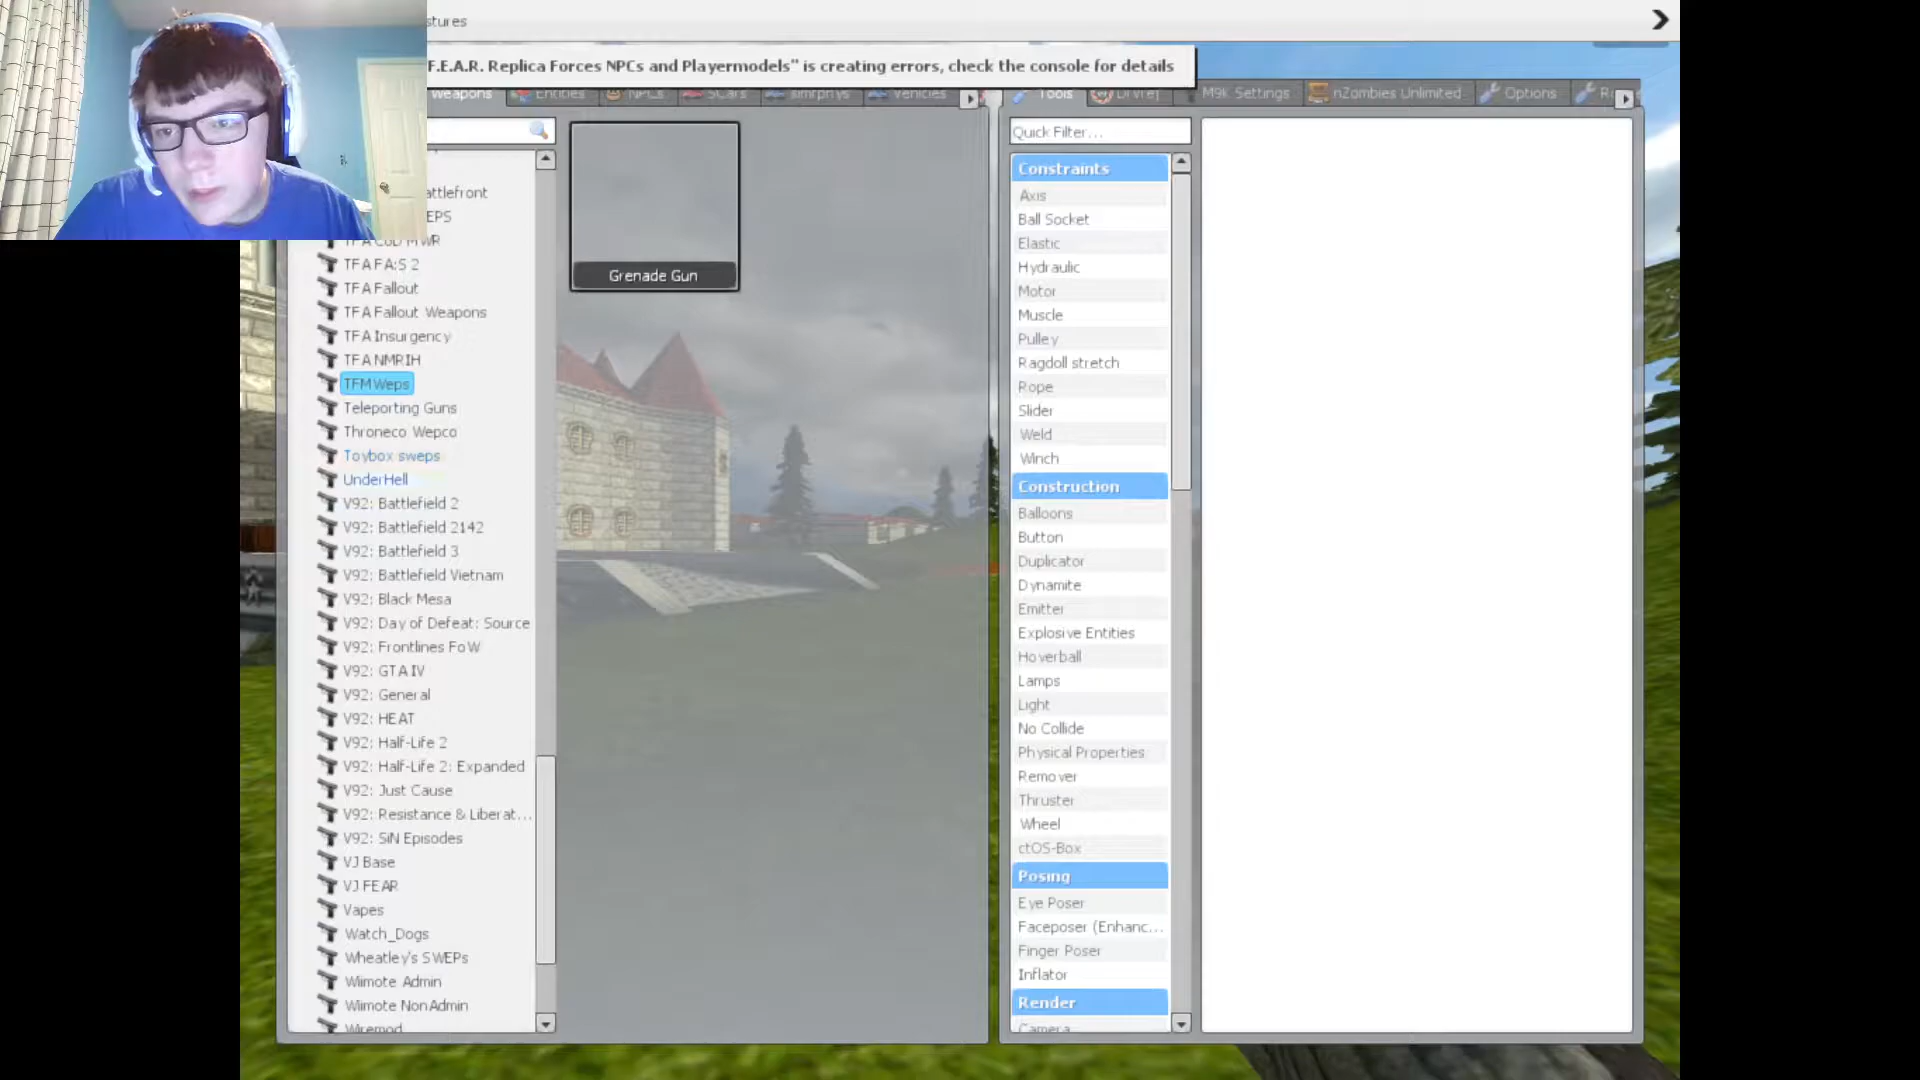 stures
F.E.A.R. Replica Forces NPCs and Playermodels" is creating errors, check the console for details
Weapons Entities NPCs SCars simfphys Vehicles
Tools M9K Settings nZombies Unlimited Options
Quick Filter...
attlefront
EPS
TFA CoD MWR
TFA FA:S 2
TFA Fallout
TFA Fallout Weapons
TFA Insurgency
TFA NMRIH
TFM Weps
Teleporting Guns
Throneco Wepco
Toybox sweps
UnderHell
V92: Battlefield 2
V92: Battlefield 2142
V92: Battlefield 3
V92: Battlefield Vietnam
V92: Black Mesa
V92: Day of Defeat: Source
V92: Frontlines FoW
V92: GTA IV
V92: General
V92: HEAT
V92: Half-Life 2
V92: Half-Life 2: Expanded
V92: Just Cause
V92: Resistance & Liberat...
V92: SiN Episodes
VJ Base
VJ FEAR
Vapes
Watch_Dogs
Wheatley's SWEPs
Wiimote Admin
Wiimote NonAdmin
Wiremod
Grenade Gun
Constraints
Axis
Ball Socket
Elastic
Hydraulic
Motor
Muscle
Pulley
Ragdoll stretch
Rope
Slider
Weld
Winch
Construction
Balloons
Button
Duplicator
Dynamite
Emitter
Explosive Entities
Hoverball
Lamps
Light
No Collide
Physical Properties
Remover
Thruster
Wheel
ctOS-Box
Posing
Eye Poser
Faceposer (Enhanc...
Finger Poser
Inflator
Render
Camera